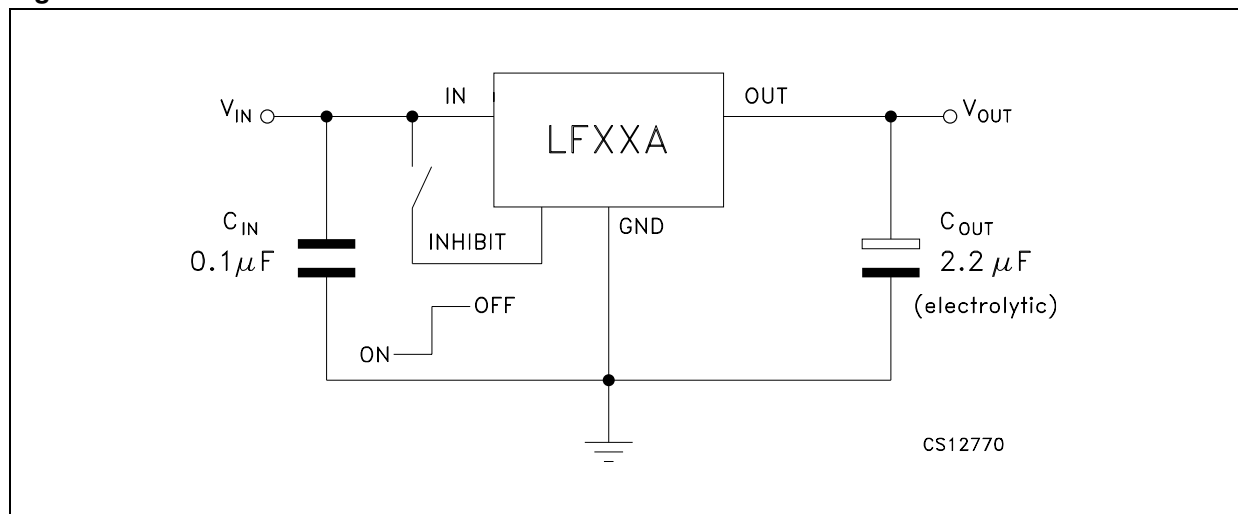 IN
OUT
V_IN
V_OUT
LFXXA
C_IN
0.1μF
INHIBIT
GND
C_OUT
2.2 μF
(electrolytic)
OFF
ON
CS12770